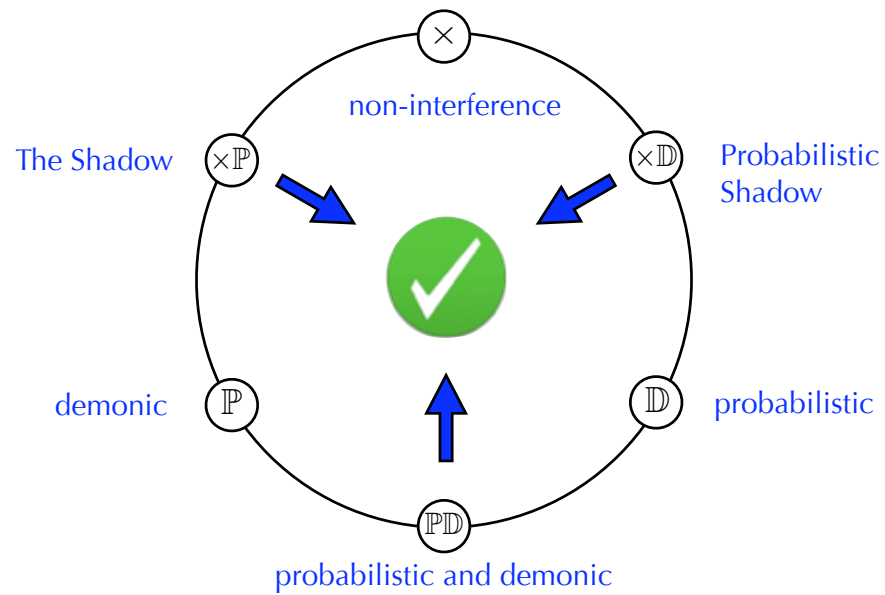 ×
non-interference
The Shadow
×ℙ
×𝔻
Probabilistic
Shadow
demonic
ℙ
𝔻
probabilistic
ℙ𝔻
probabilistic and demonic